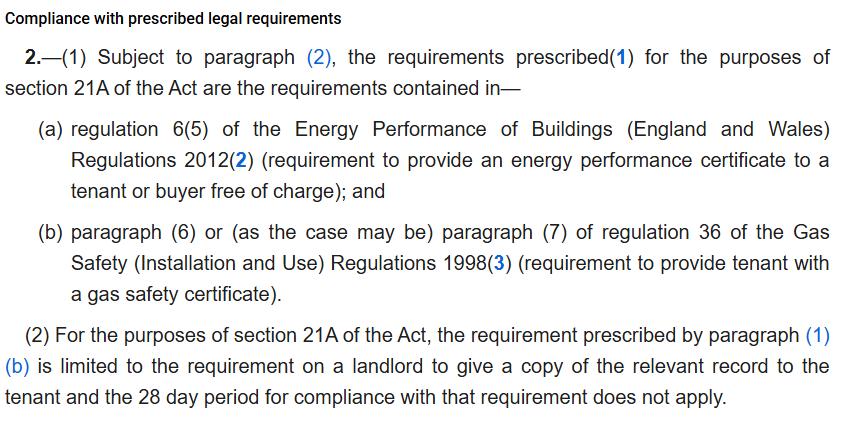 Compliance with prescribed legal requirements
2.—(1) Subject to paragraph (2), the requirements prescribed(1) for the purposes of
section 21A of the Act are the requirements contained in—
(a) regulation 6(5) of the Energy Performance of Buildings (England and Wales)
Regulations 2012(2) (requirement to provide an energy performance certificate to a
tenant or buyer free of charge); and
(b) paragraph (6) or (as the case may be) paragraph (7) of regulation 36 of the Gas
Safety (Installation and Use) Regulations 1998(3) (requirement to provide tenant with
a gas safety certificate).
(2) For the purposes of section 21A of the Act, the requirement prescribed by paragraph (1)
(b) is limited to the requirement on a landlord to give a copy of the relevant record to the
tenant and the 28 day period for compliance with that requirement does not apply.